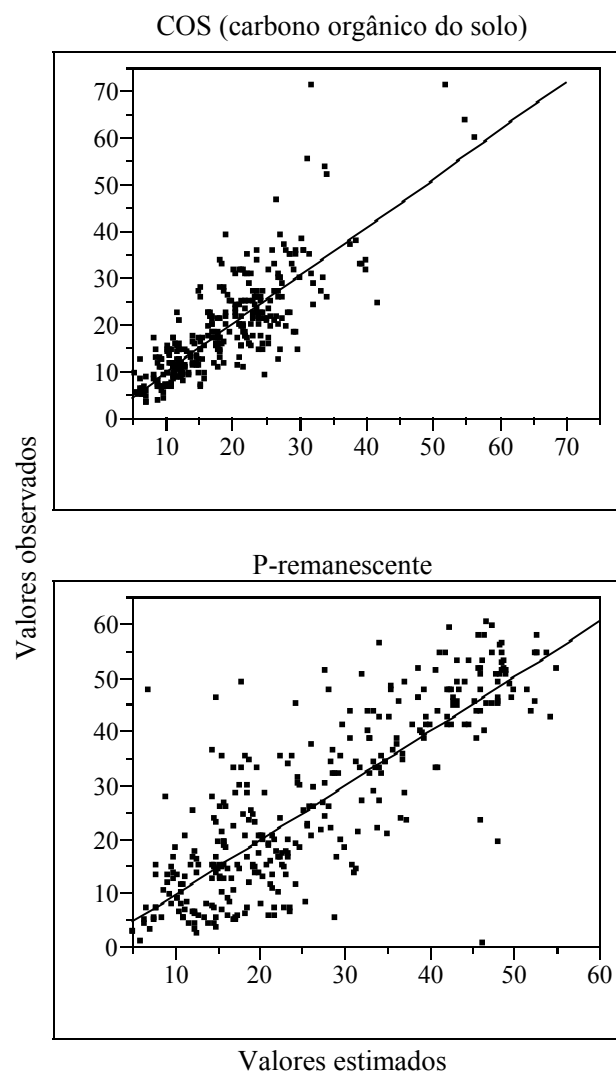 COS (carbono orgânico do solo)
70
60
50
40
30
20
10
0
10 20 30 40 50 60 70
Valores observados
P-remanescente
60
50
40
30
20
10
0
10 20 30 40 50 60
Valores estimados